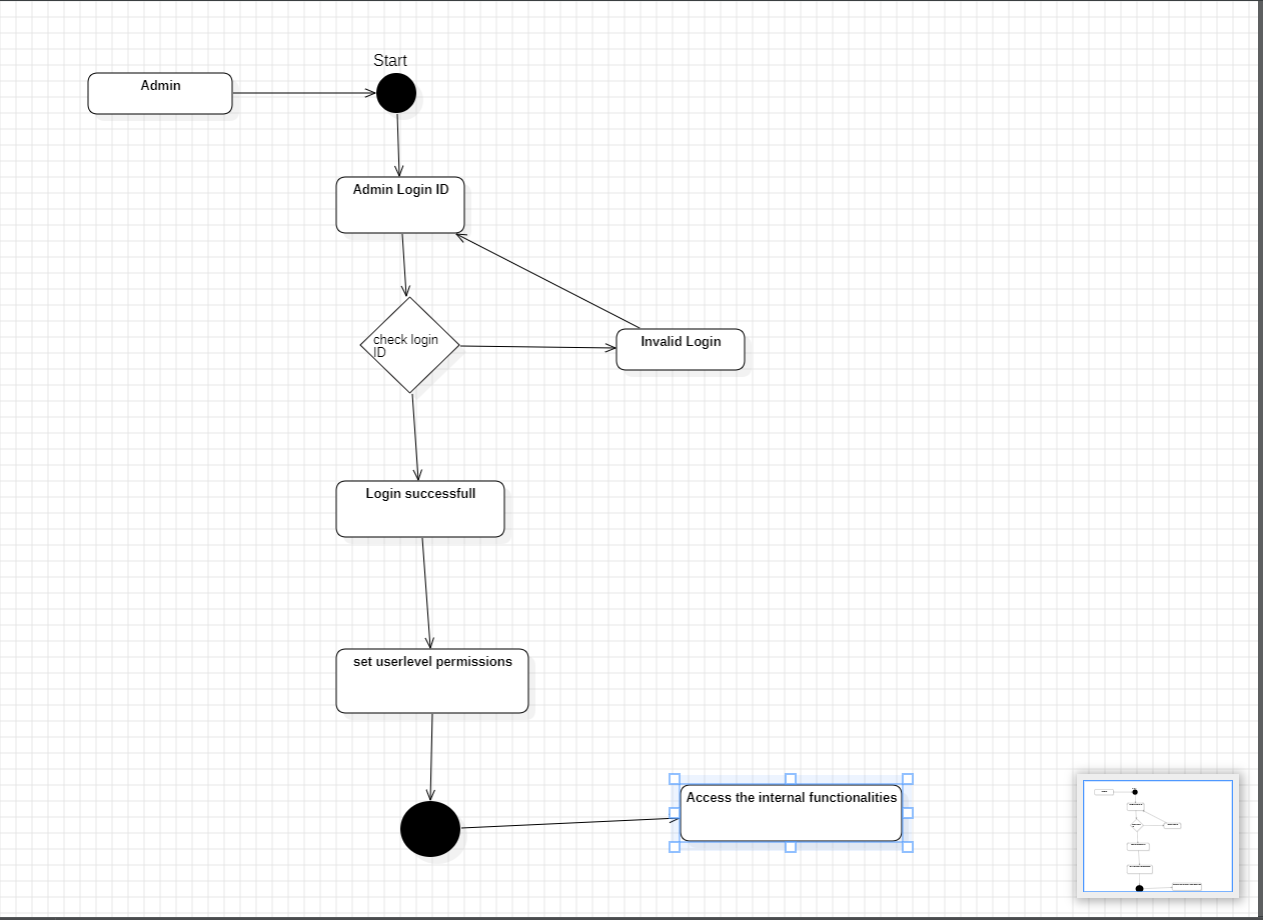 Start
Admin
Admin Login ID
check login
ID
Invalid Login
Login successfull
set userlevel permissions
Access the internal functionalities